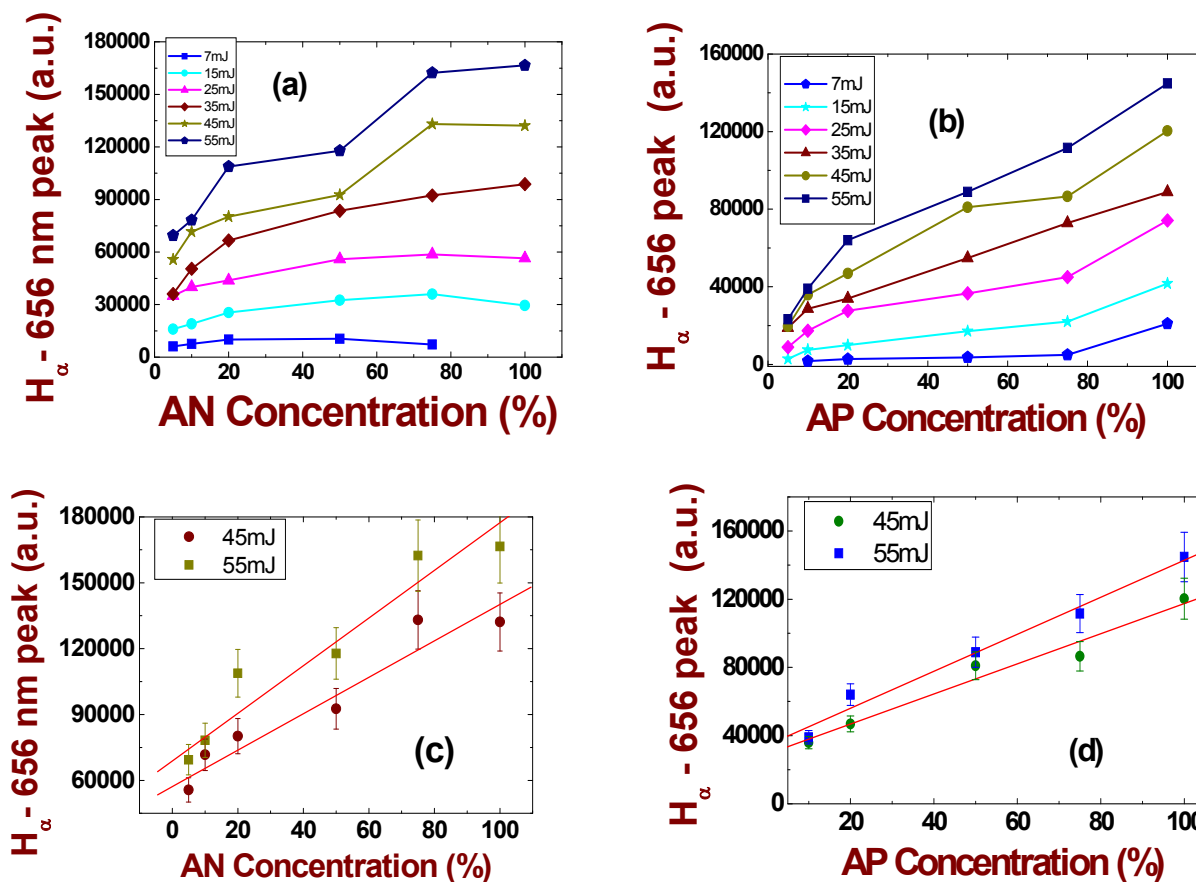 H α - 656 nm peak (a.u.)
180000
150000
120000
90000
60000
30000
0
7mJ
15mJ
25mJ
35mJ
45mJ
55mJ
(a)
0 20 40 60 80 100
AN Concentration (%)
H α - 656 peak (a.u.)
160000
120000
80000
40000
0
7mJ
15mJ
25mJ
35mJ
45mJ
55mJ
(b)
0 20 40 60 80 100
AP Concentration (%)
H α - 656 nm peak (a.u.)
180000
150000
120000
90000
60000
45mJ
55mJ
(c)
0 20 40 60 80 100
AN Concentration (%)
H α - 656 peak (a.u.)
160000
120000
80000
40000
0
45mJ
55mJ
(d)
20 40 60 80 100
AP Concentration (%)